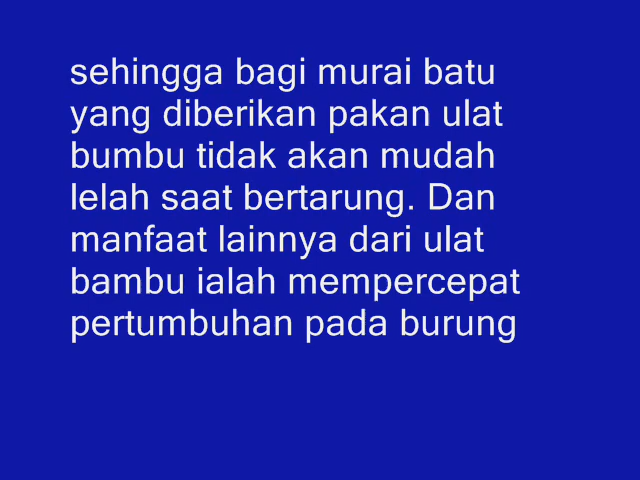 sehingga bagi murai batu
yang diberikan pakan ulat
bumbu tidak akan mudah
lelah saat bertarung. Dan
manfaat lainnya dari ulat
bambu ialah mempercepat
pertumbuhan pada burung